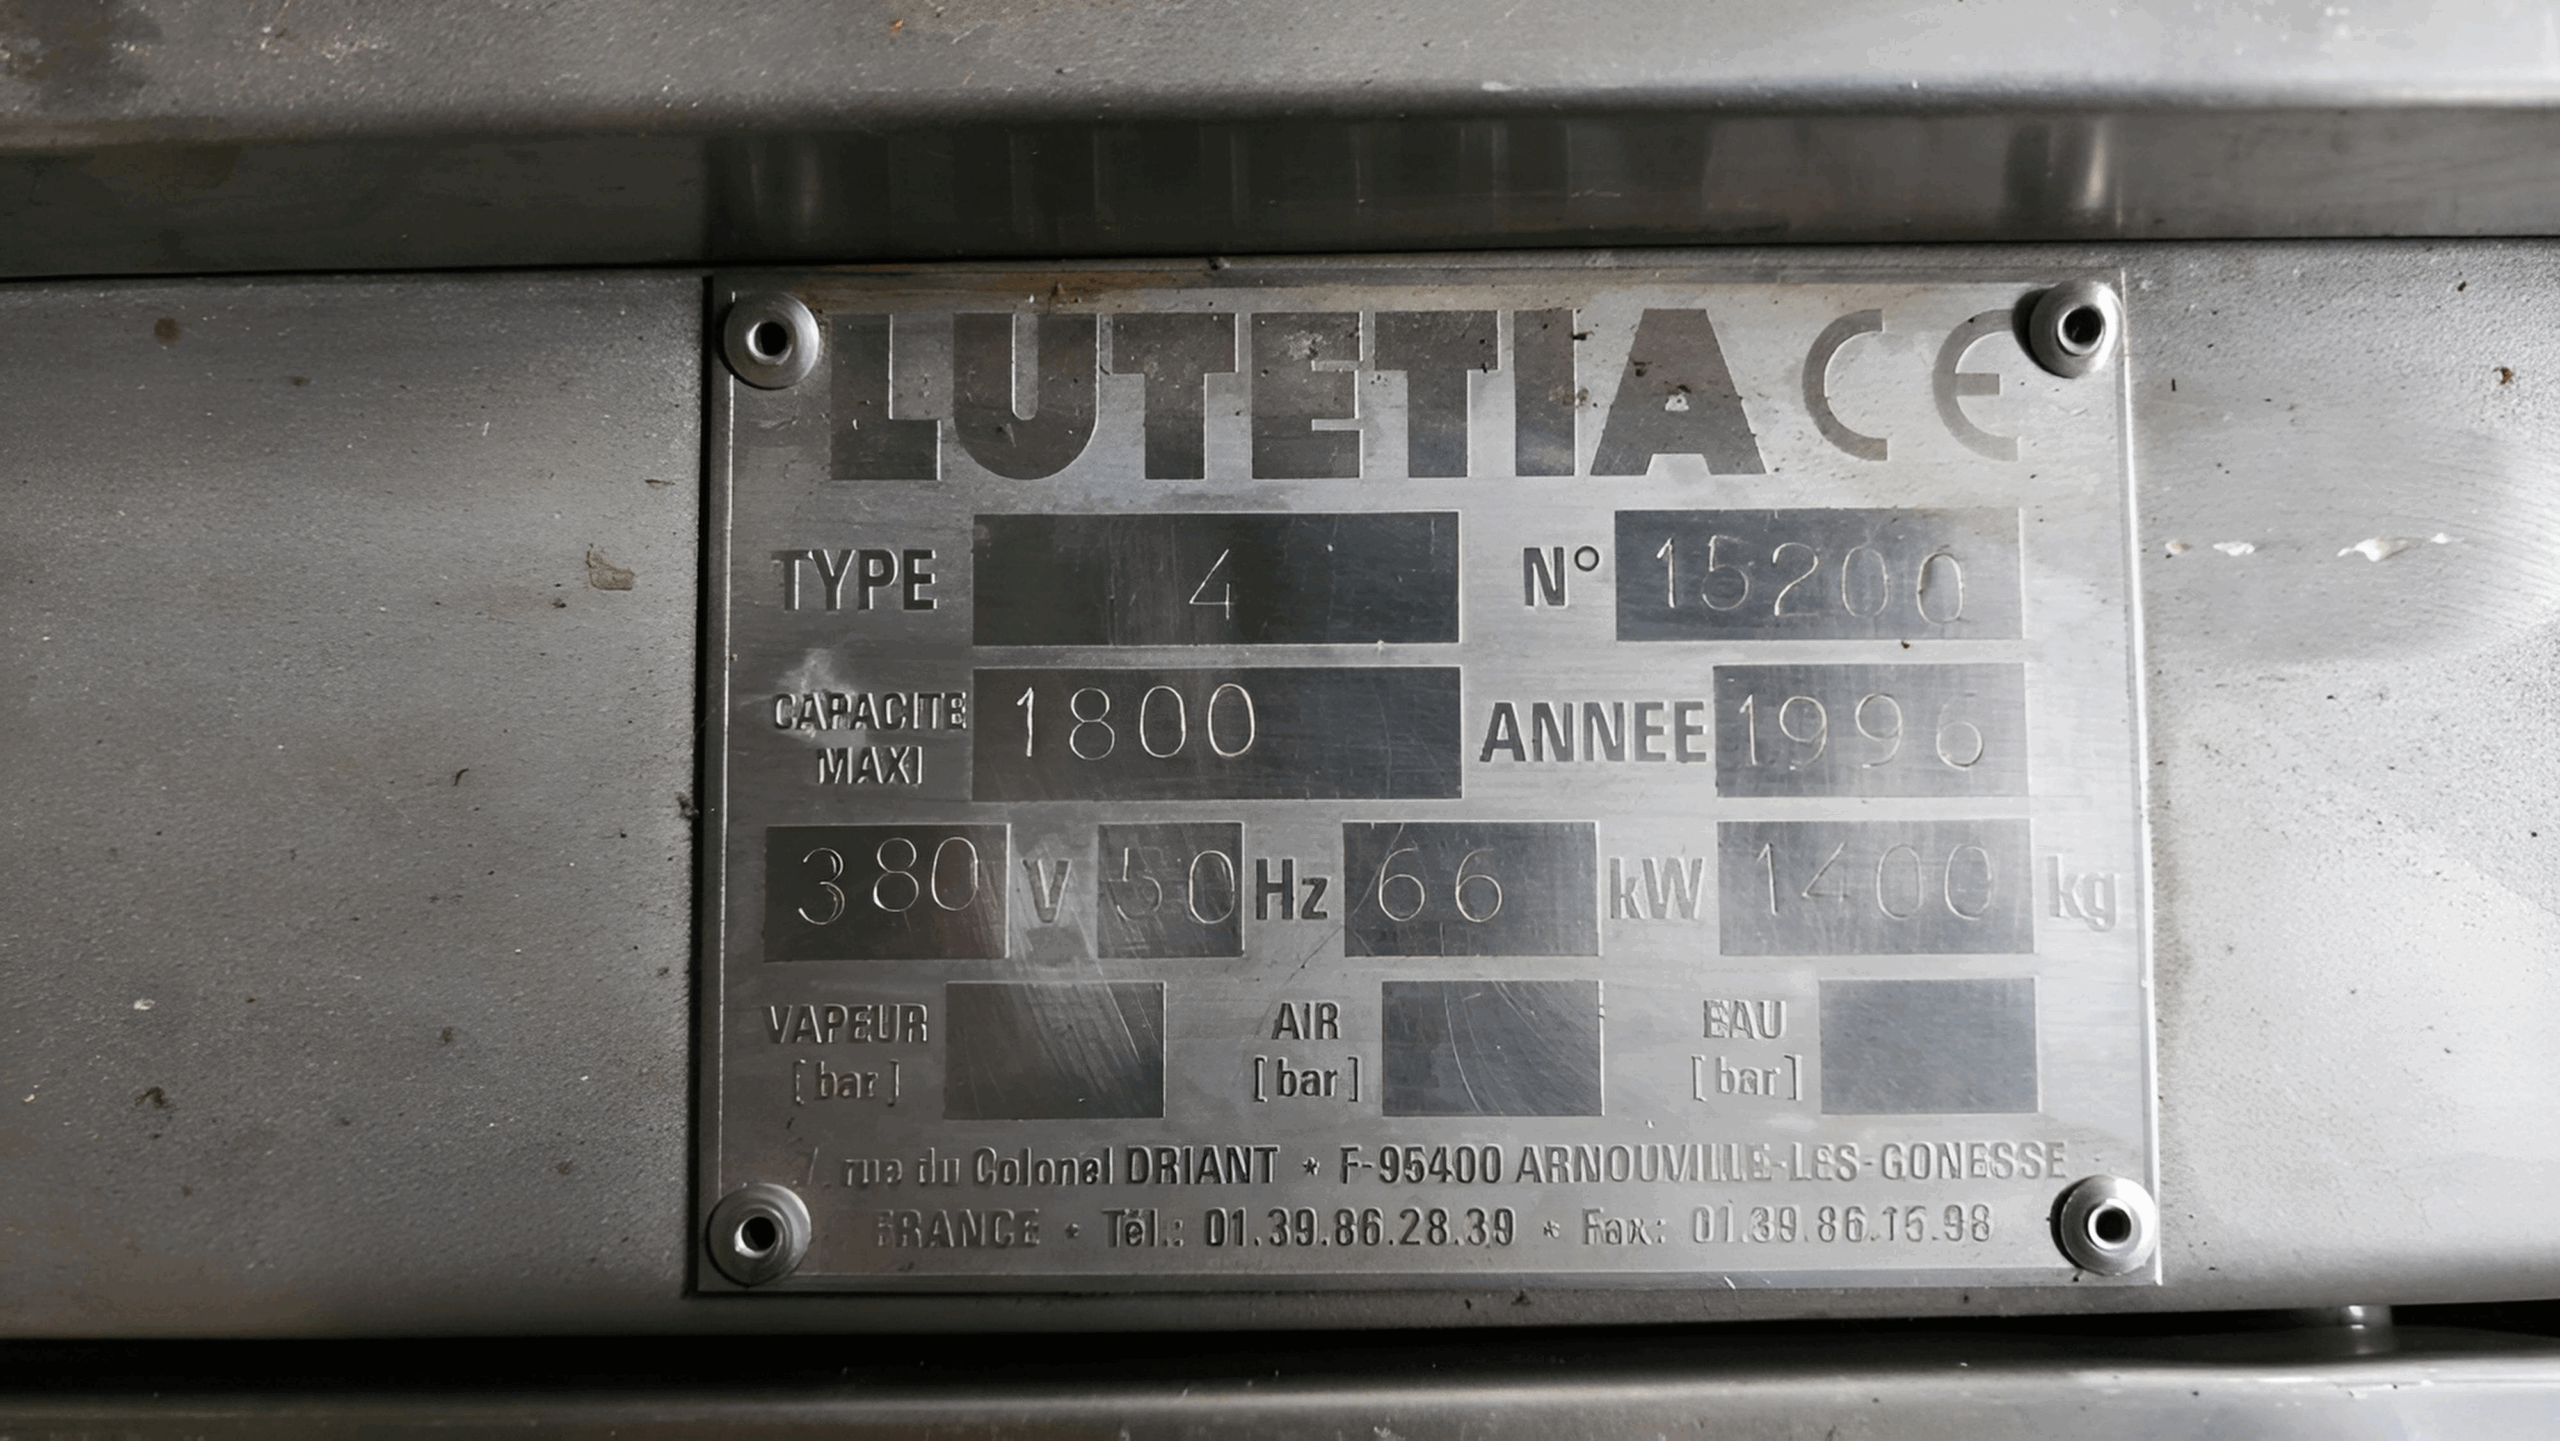 LUTETIA CE
TYPE 4 N° 15200
CAPACITE MAXI 1800 ANNEE 1996
380 V 50 Hz 66 kW 1400 kg
VAPEUR [bar] AIR [bar] EAU [bar]
rue du Colonel DRIANT * F-95400 ARNOUVILLE-LES-GONESSE
FRANCE * Tél.: 01.39.86.28.39 * Fax: 01.39.86.15.98